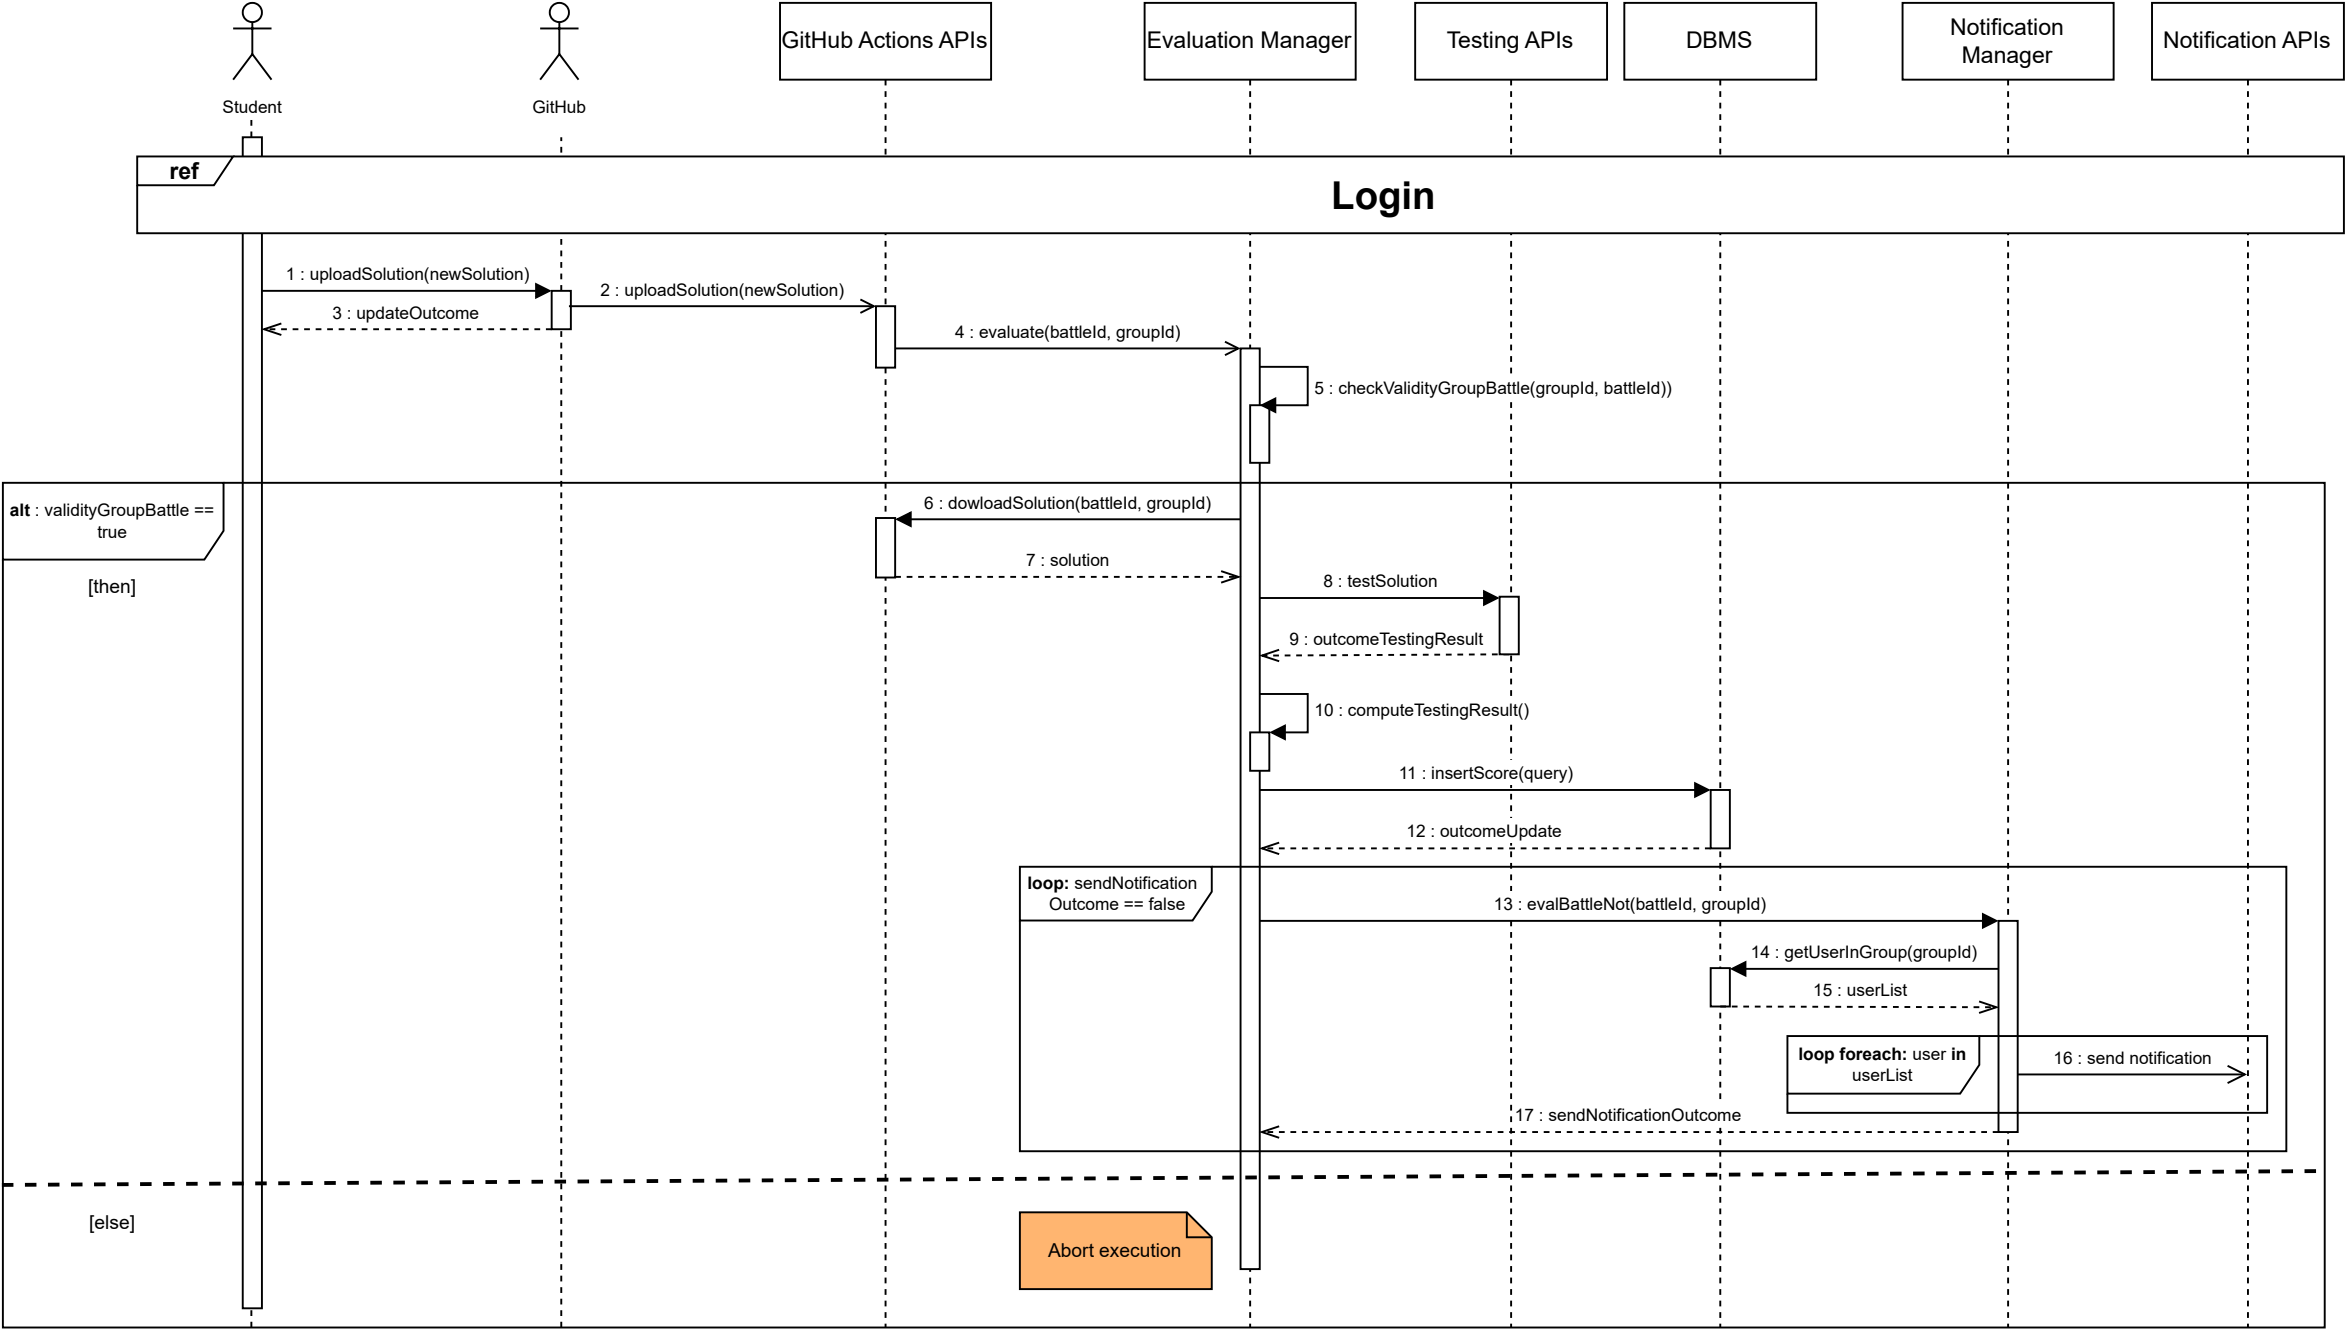 GitHub Actions APIs
Evaluation Manager
Testing APIs
DBMS
Notification
Manager
Notification APIs
Student
GitHub
ref
Login
1 : uploadSolution(newSolution)
2 : uploadSolution(newSolution)
3 : updateOutcome
4 : evaluate(battleId, groupId)
5 : checkValidityGroupBattle(groupId, battleId))
alt : validityGroupBattle ==
true
[then]
6 : dowloadSolution(battleId, groupId)
7 : solution
8 : testSolution
9 : outcomeTestingResult
10 : computeTestingResult()
11 : insertScore(query)
12 : outcomeUpdate
loop: sendNotification
Outcome == false
13 : evalBattleNot(battleId, groupId)
14 : getUserInGroup(groupId)
15 : userList
loop foreach: user in
userList
16 : send notification
17 : sendNotificationOutcome
[else]
Abort execution